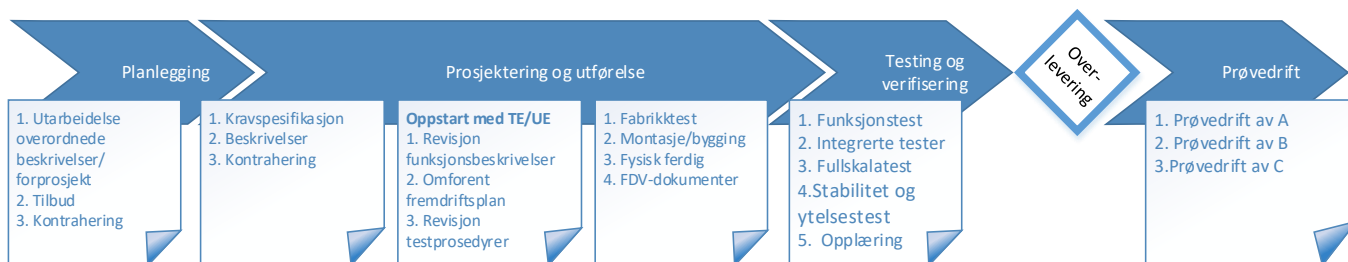 Planlegging
Prosjektering og utførelse
Testing og
verifisering
Over-
levering
Prøvedrift
1. Utarbeidelse
overordnede
beskrivelser/
forprosjekt
2. Tilbud
3. Kontrahering
1. Kravspesifikasjon
2. Beskrivelser
3. Kontrahering
Oppstart med TE/UE
1. Revisjon
funksjonsbeskrivelser
2. Omforent
fremdriftsplan
3. Revisjon
testprosedyrer
1. Fabrikktest
2. Montasje/bygging
3. Fysisk ferdig
4. FDV-dokumenter
1. Funksjonstest
2. Integrerte tester
3. Fullskalatest
4.Stabilitet og
ytelsestest
5. Opplæring
1. Prøvedrift av A
2. Prøvedrift av B
3.Prøvedrift av C